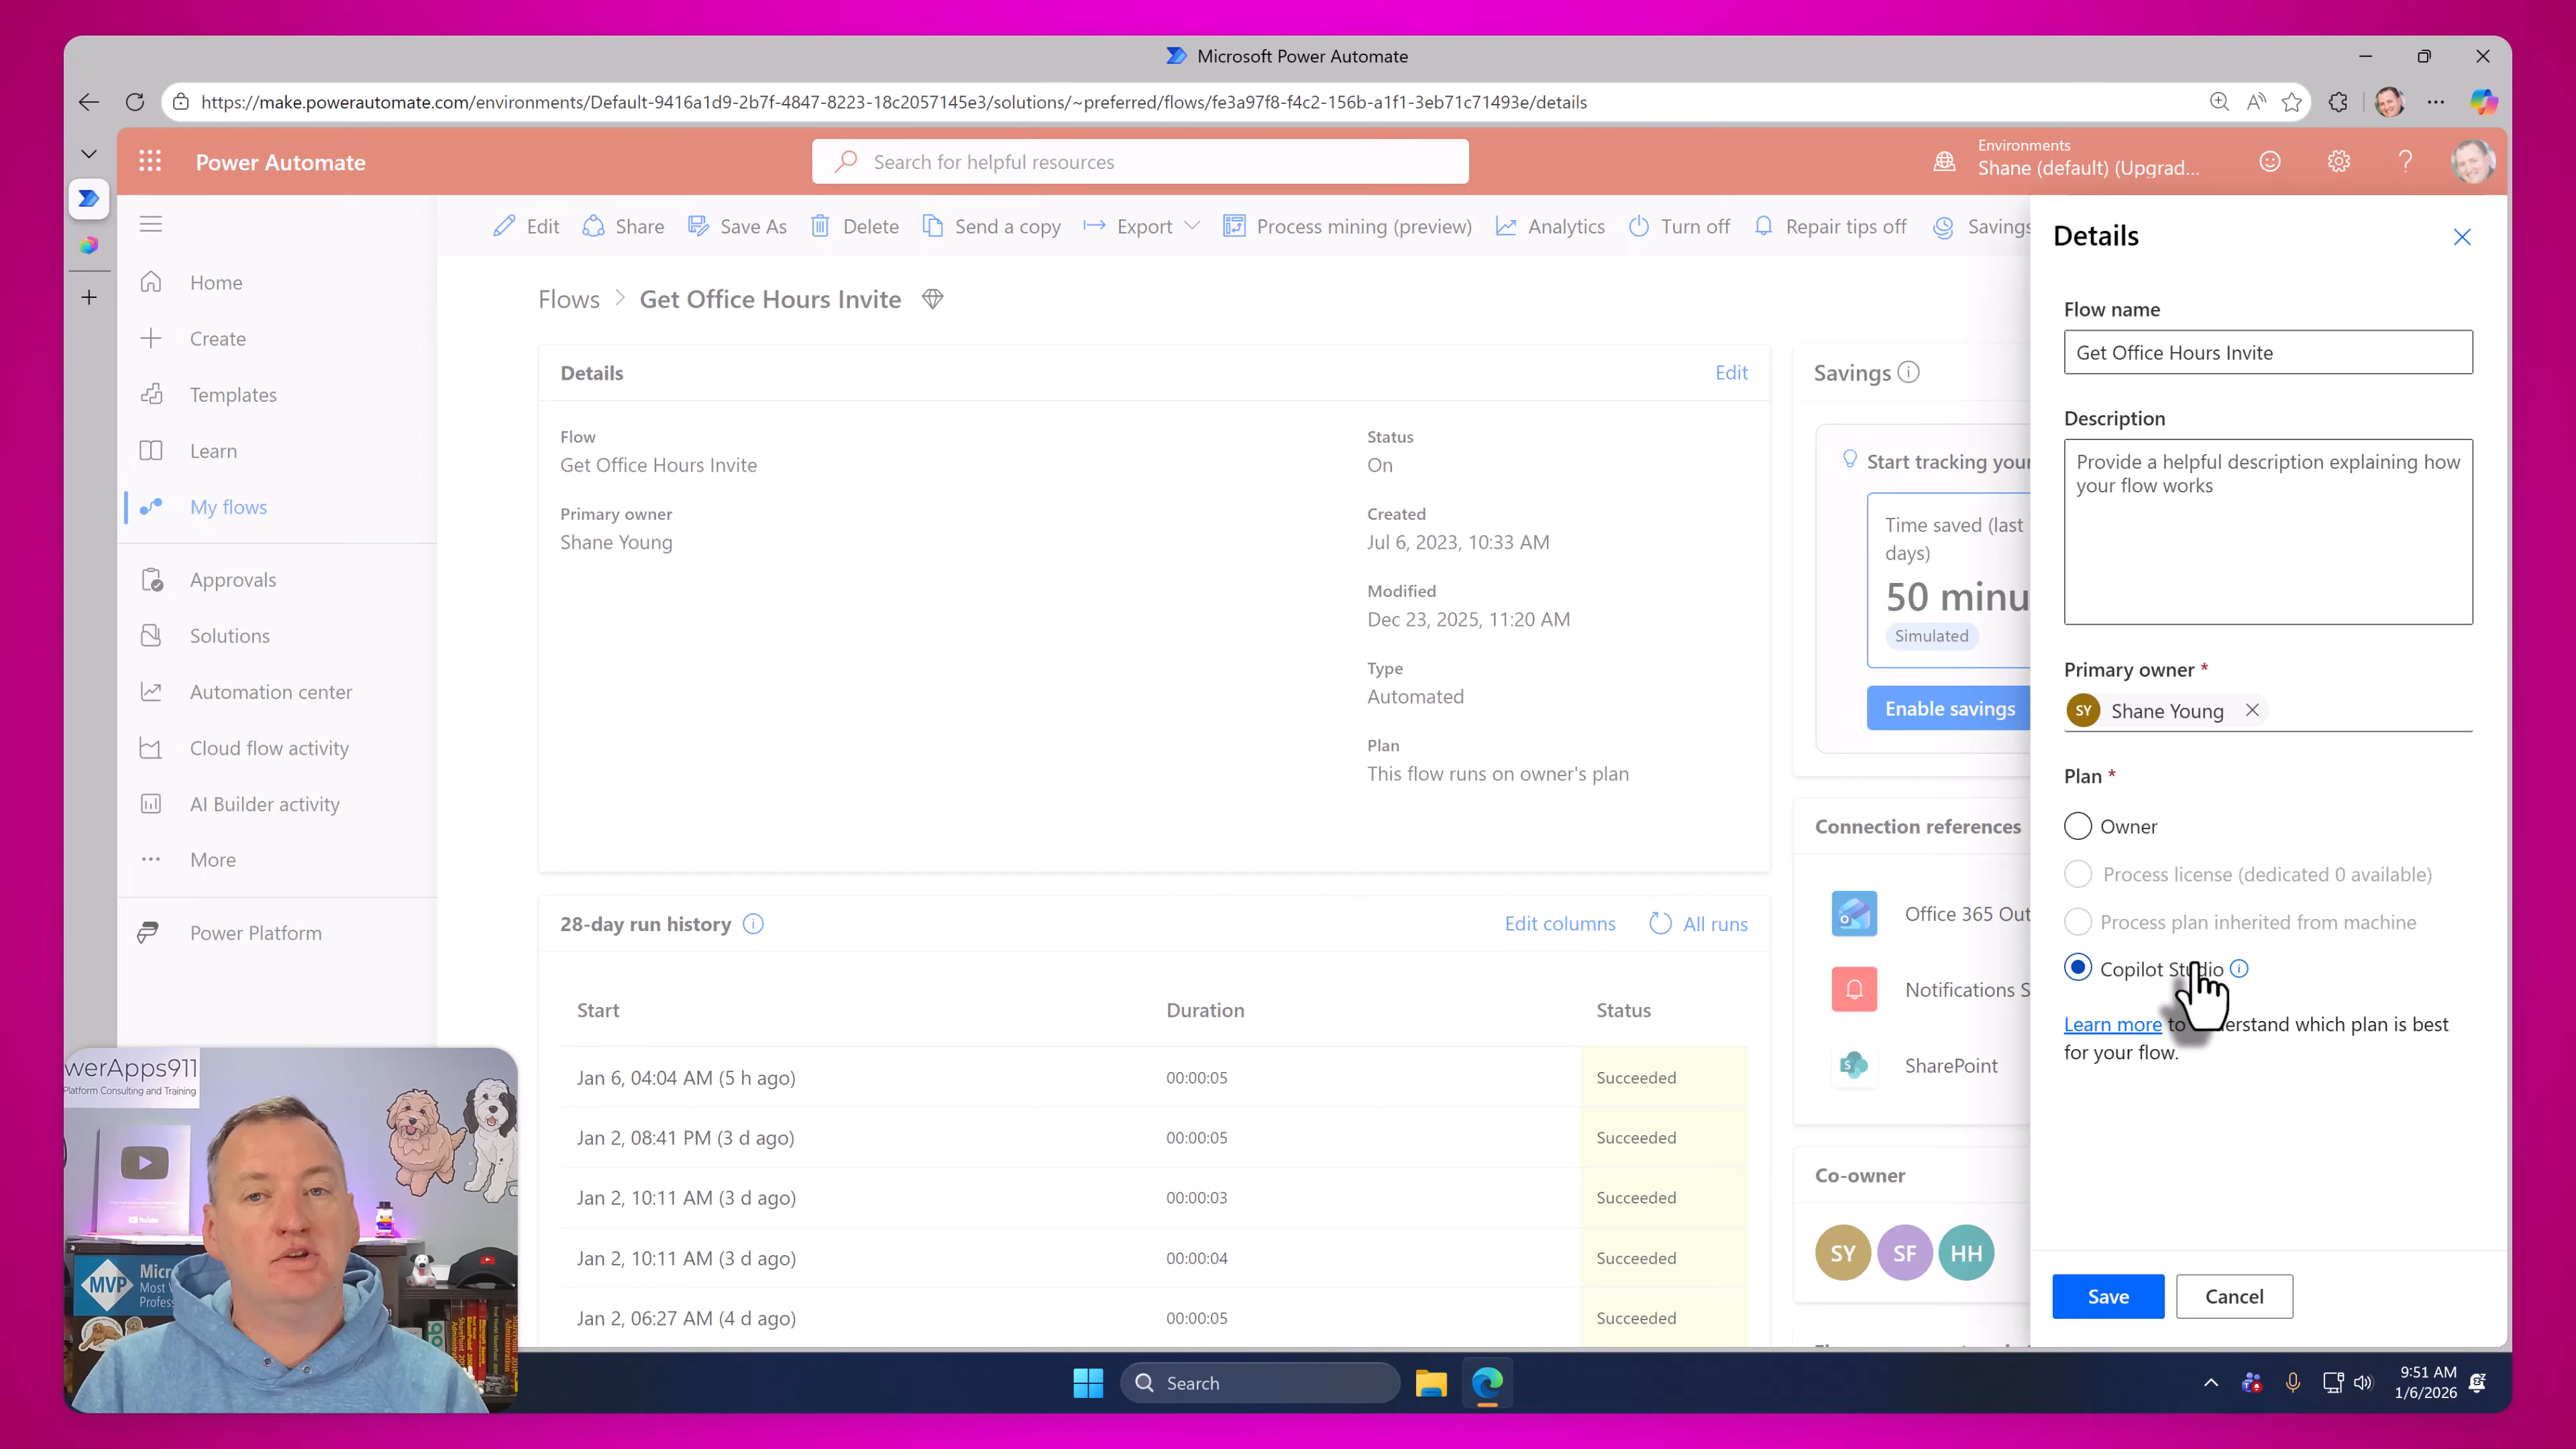 Microsoft Power Automate
https://make.powerautomate.com/environments/Default-9416a1d9-2b7f-4847-8223-18c2057145e3/solutions/~preferred/flows/fe3a97f8-f4c2-156b-a1f1-3eb71c71493e/details
Power Automate
Search for helpful resources
Environments
Shane (default) (Upgrad...
Edit
Share
Save As
Delete
Send a copy
Export
Process mining (preview)
Analytics
Turn off
Repair tips off
Savings
Home
Create
Templates
Learn
My flows
Approvals
Solutions
Automation center
Cloud flow activity
AI Builder activity
More
Power Platform
Flows > Get Office Hours Invite
Details
Edit
Flow
Get Office Hours Invite
Primary owner
Shane Young
Status
On
Created
Jul 6, 2023, 10:33 AM
Modified
Dec 23, 2025, 11:20 AM
Type
Automated
Plan
This flow runs on owner's plan
28-day run history
Edit columns
All runs
Start Duration Status
Jan 6, 04:04 AM (5 h ago) 00:00:05 Succeeded
Jan 2, 08:41 PM (3 d ago) 00:00:05 Succeeded
Jan 2, 10:11 AM (3 d ago) 00:00:03 Succeeded
Jan 2, 10:11 AM (3 d ago) 00:00:04 Succeeded
Jan 2, 06:27 AM (4 d ago) 00:00:05 Succeeded
Savings
Start tracking your
Time saved (last
days)
50 minu
Simulated
Enable savings
Connection references
Office 365 Out
Notifications S
SharePoint
Co-owner
SY
SF
HH
Details
Flow name
Get Office Hours Invite
Description
Provide a helpful description explaining how
your flow works
Primary owner *
SY Shane Young
Plan *
Owner
Process license (dedicated 0 available)
Process plan inherited from machine
Copilot Studio
Learn more to understand which plan is best
for your flow.
Save
Cancel
werApps911
Platform Consulting and Training
YouTube
MVP
Micr
Most
Profess
Search
9:51 AM
1/6/2026